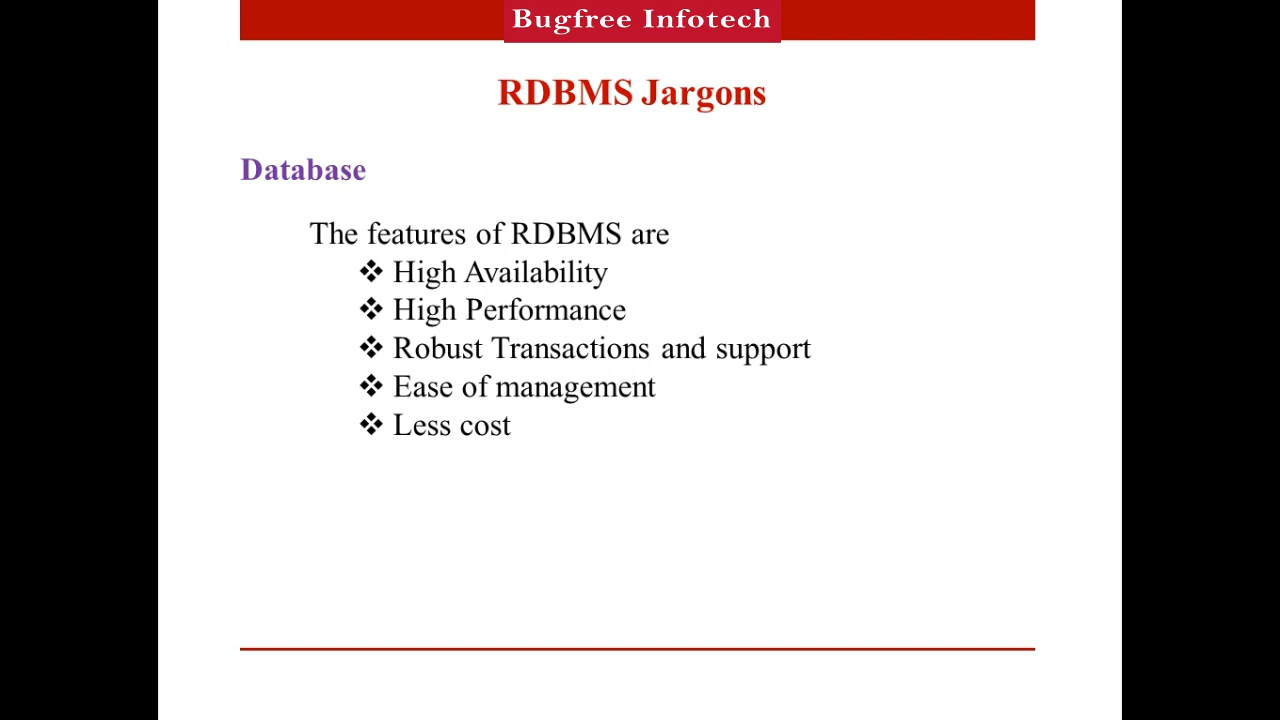 Bugfree Infotech
RDBMS Jargons
Database
The features of RDBMS are
❖ High Availability
❖ High Performance
❖ Robust Transactions and support
❖ Ease of management
❖ Less cost